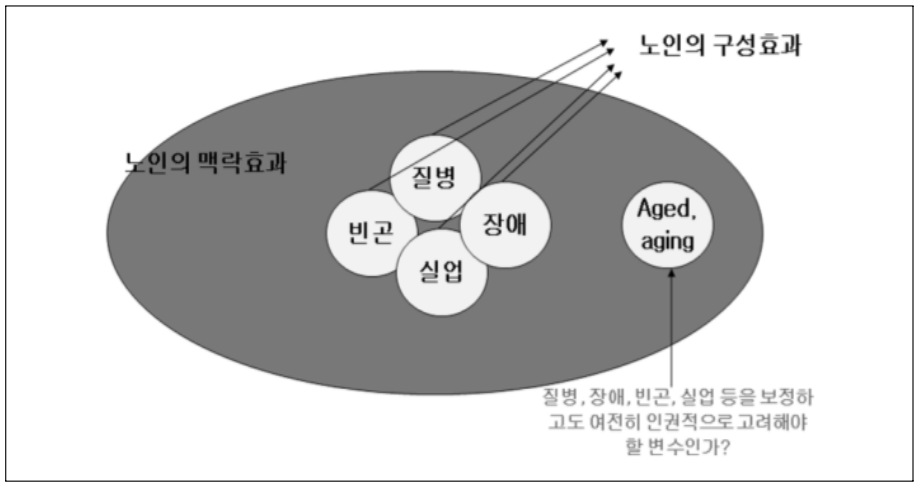 노인의 구성효과
노인의 맥락효과
질병
빈곤
장애
실업
Aged,
aging
질병, 장애, 빈곤, 실업 등을 보정하
고도 여전히 인권적으로 고려해야
할 변수인가?